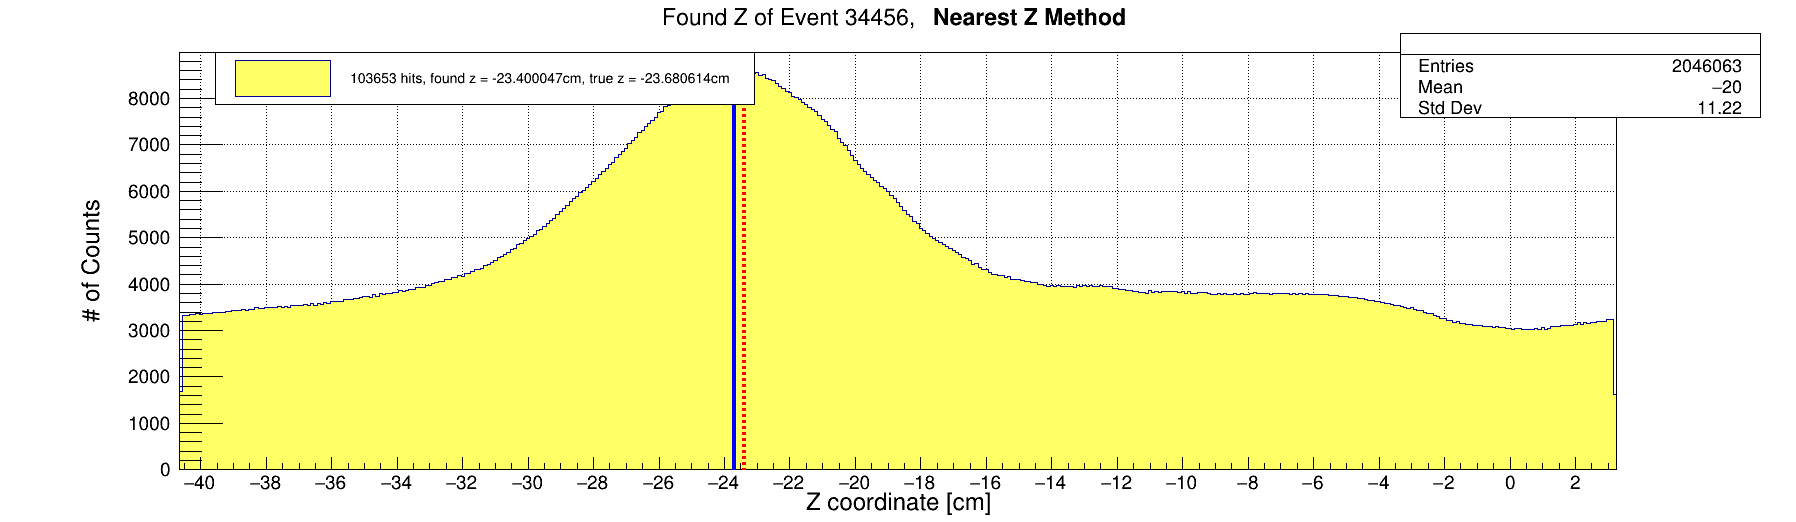 Found Z of Event 34456, Nearest Z Method
103653 hits, found z = -23.400047cm, true z = -23.680614cm
Entries 2046063
Mean −20
Std Dev 11.22
# of Counts
8000
7000
6000
5000
4000
3000
2000
1000
0
−40 −38 −36 −34 −32 −30 −28 −26 −24 −22 −20 −18 −16 −14 −12 −10 −8 −6 −4 −2 0 2
Z coordinate [cm]